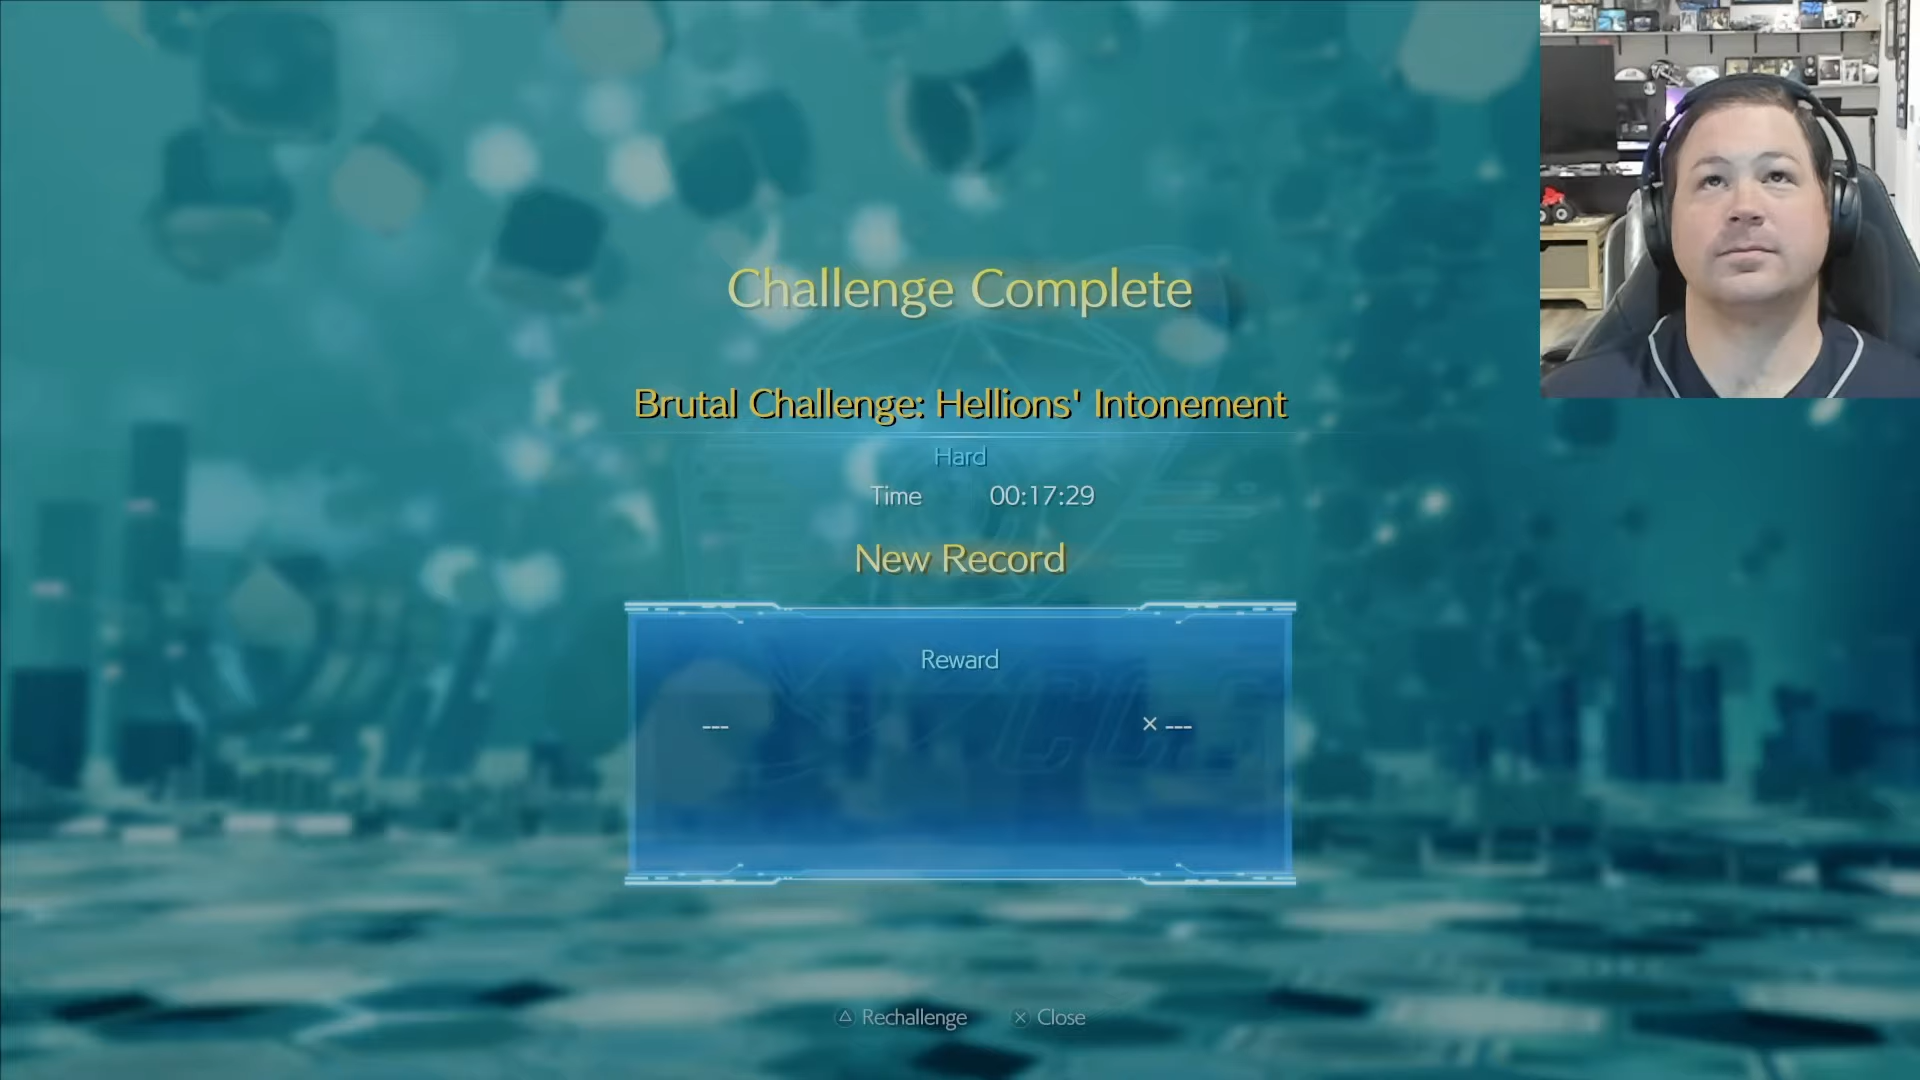 Challenge Complete
Brutal Challenge: Hellions' Intonement
Hard
Time 00:17:29
New Record
Reward
--- × ---
Rechallenge Close